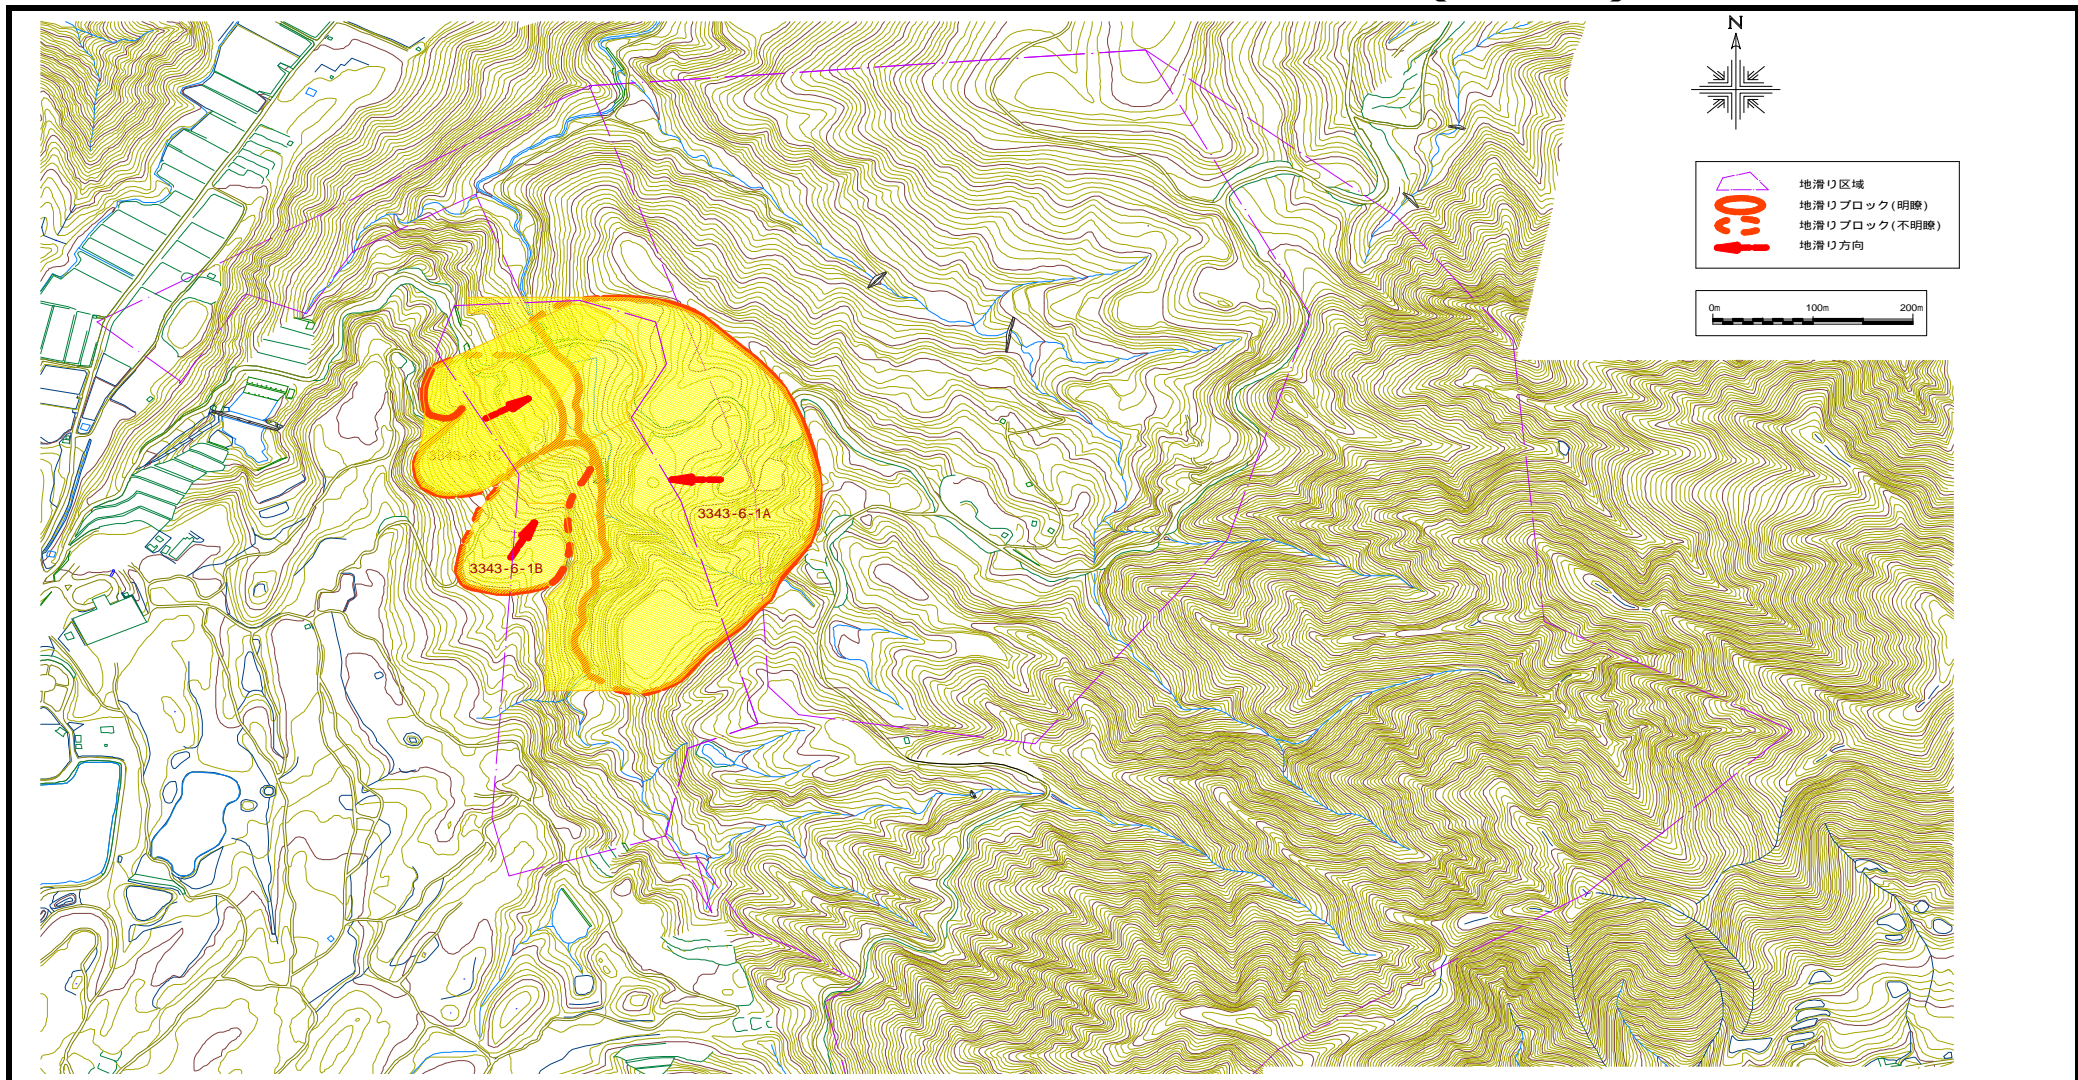 N
地滑り区域
地滑りブロック(明瞭)
地滑りブロック(不明瞭)
地滑り方向
0m 100m 200m
3343-6-1A
3343-6-1B